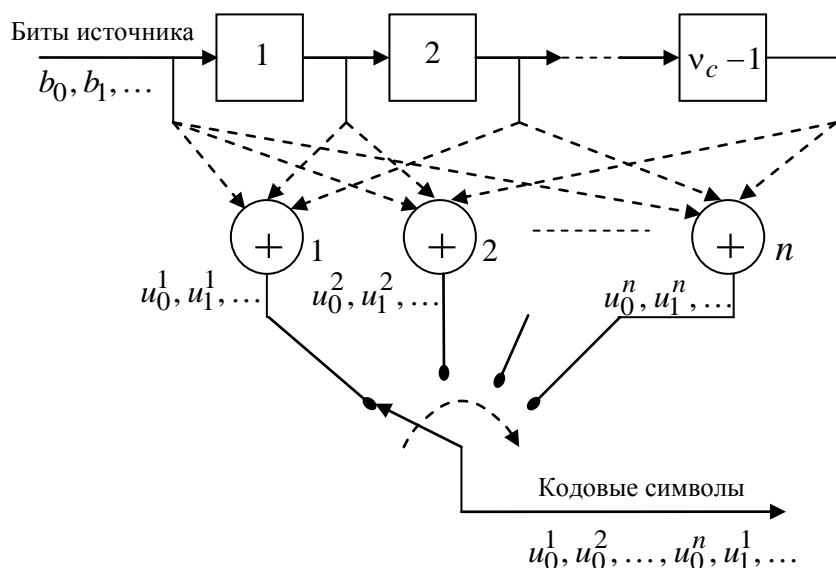 Биты источника
b_0, b_1, …
1
2
ν_c − 1
+ 1
+ 2
+ n
u_0^1, u_1^1, …
u_0^2, u_1^2, …
u_0^n, u_1^n, …
Кодовые символы
u_0^1, u_0^2, …, u_0^n, u_1^1, …